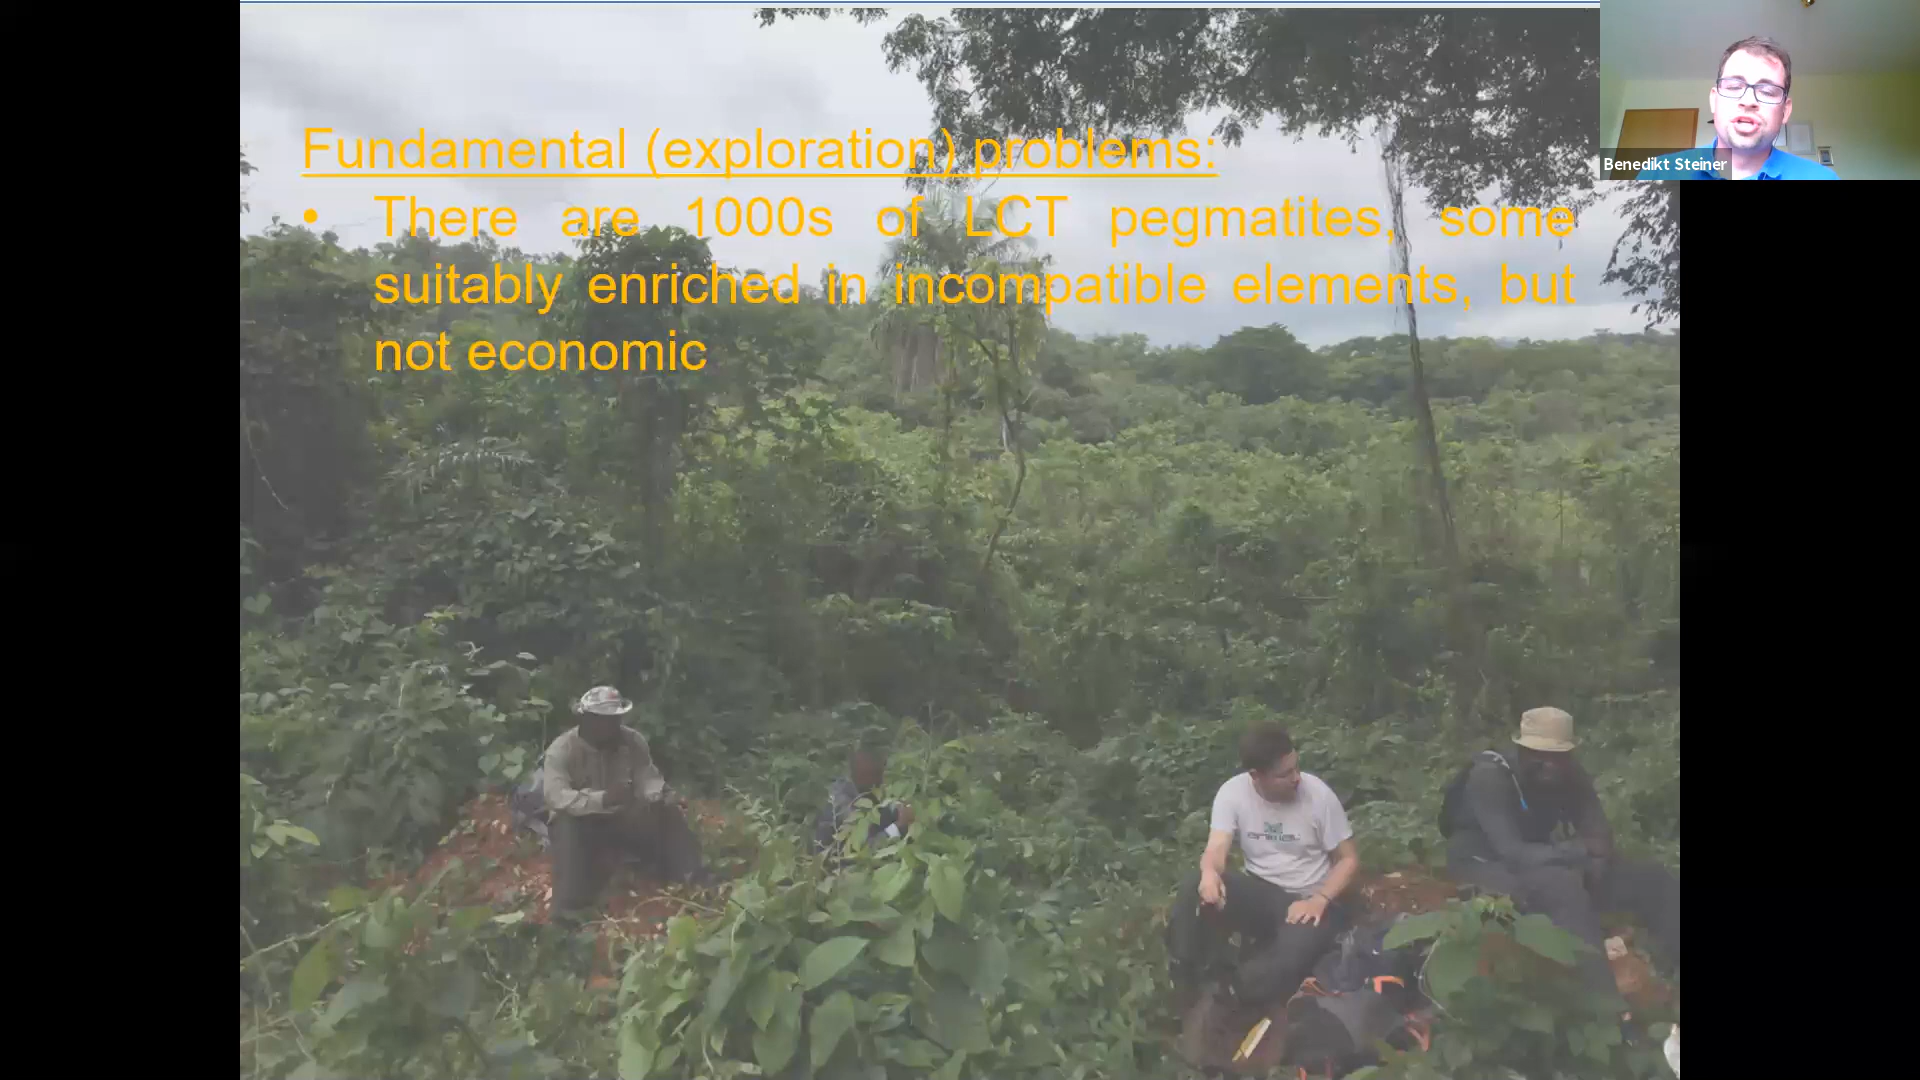 Fundamental (exploration) problems:
• There are 1000s of LCT pegmatites, some
suitably enriched in incompatible elements, but
not economic
Benedikt Steiner